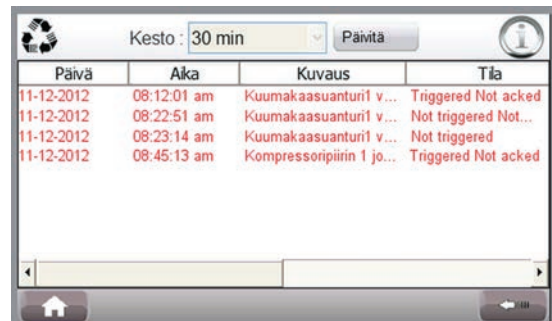 Kesto : 30 min Päivitä
Päivä Aika Kuvaus Tila
11-12-2012 08:12:01 am Kuumakaasuanturi1 v... Triggered Not acked
11-12-2012 08:22:51 am Kuumakaasuanturi1 v... Not triggered Not...
11-12-2012 08:23:14 am Kuumakaasuanturi1 v... Not triggered
11-12-2012 08:45:13 am Kompressoripiirin 1 jo... Triggered Not acked